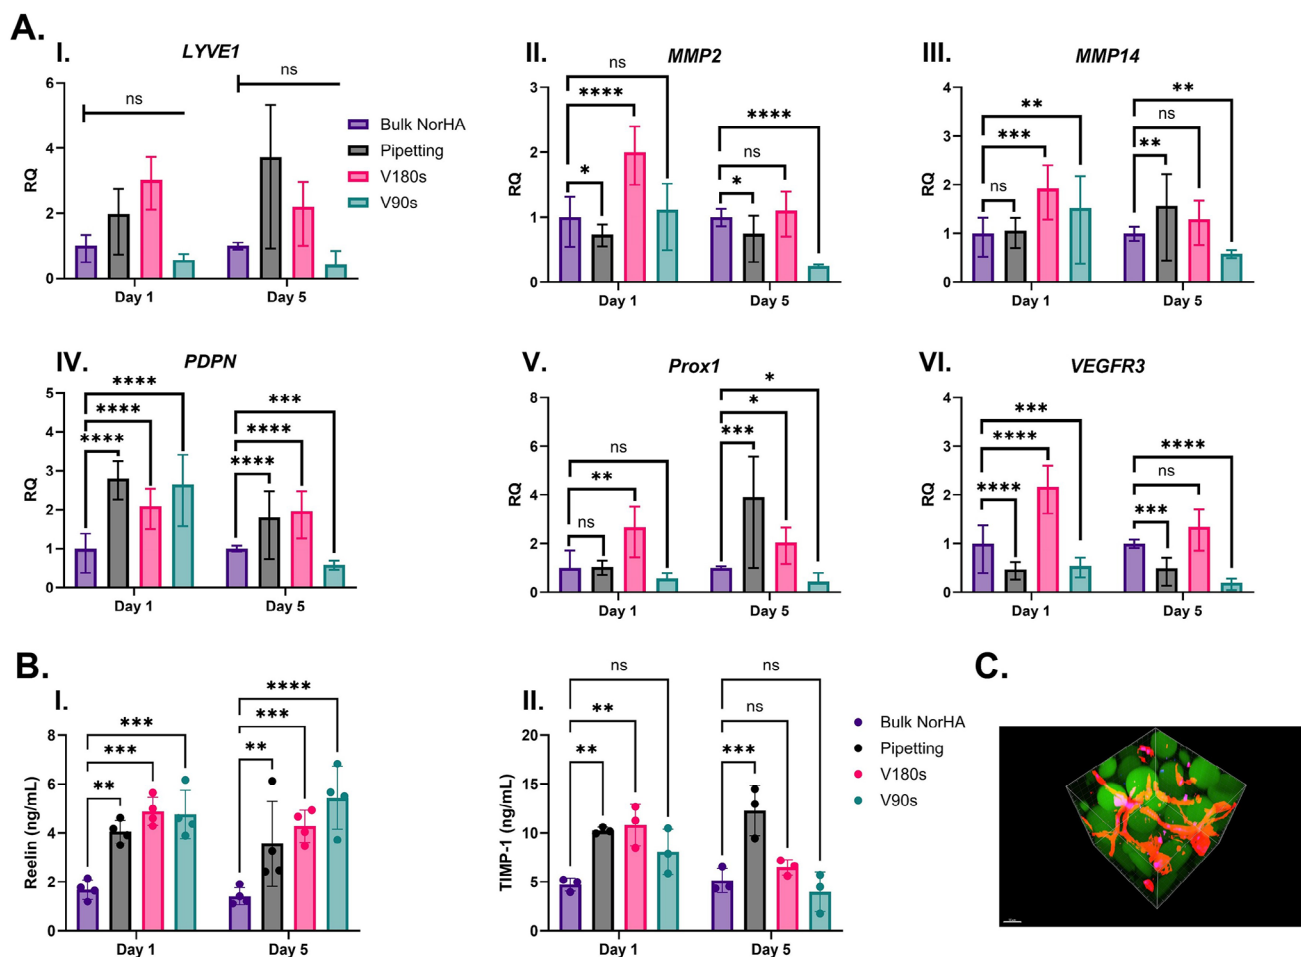 A.
I. LYVE1
RQ
6
4
2
0
ns
ns
Day 1
Day 5
Bulk NorHA
Pipetting
V180s
V90s
II. MMP2
RQ
3
2
1
0
ns
****
*
****
ns
*
Day 1
Day 5
III. MMP14
RQ
4
3
2
1
0
**
***
ns
**
ns
**
Day 1
Day 5
IV. PDPN
RQ
5
4
3
2
1
0
****
****
****
***
****
****
Day 1
Day 5
V. Prox1
RQ
8
6
4
2
0
ns
**
ns
*
*
***
Day 1
Day 5
VI. VEGFR3
RQ
4
3
2
1
0
***
****
****
****
ns
***
Day 1
Day 5
B.
I.
Reelin (ng/mL)
8
6
4
2
0
***
***
**
****
***
**
Day 1
Day 5
II.
TIMP-1 (ng/mL)
20
15
10
5
0
ns
**
**
ns
ns
***
Day 1
Day 5
Bulk NorHA
Pipetting
V180s
V90s
C.